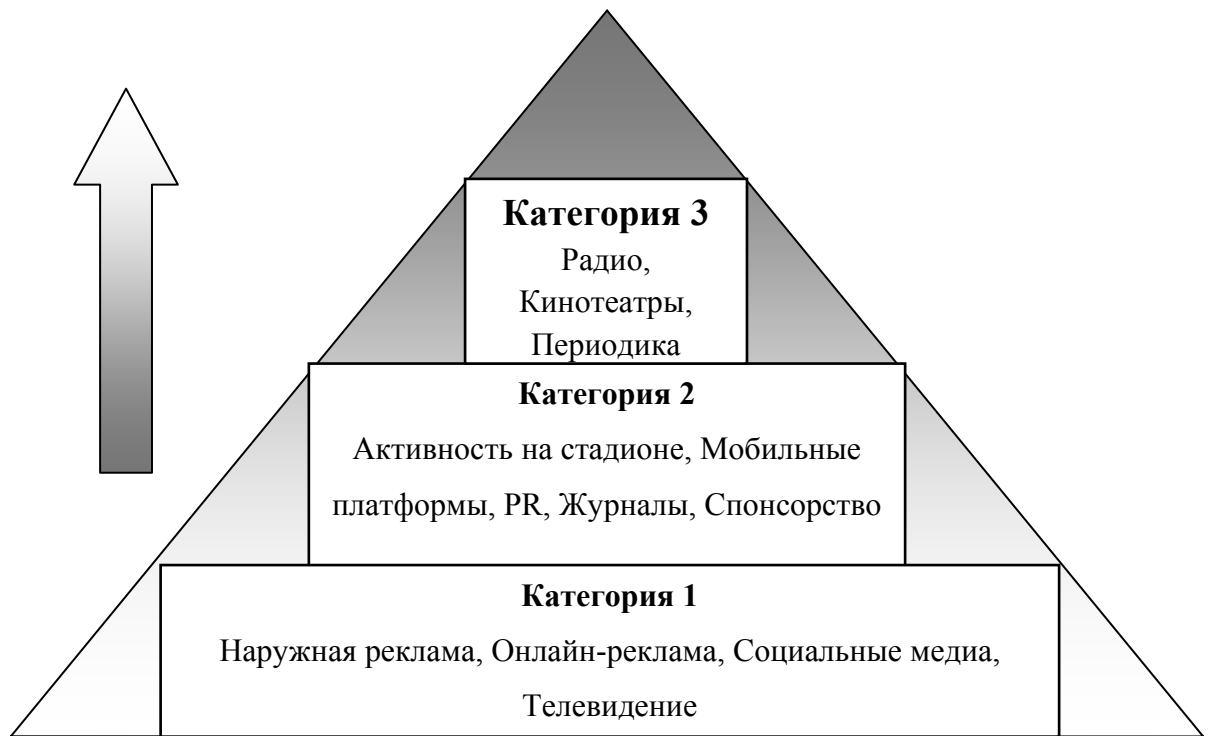 Категория 3
Радио,
Кинотеатры,
Периодика
Категория 2
Активность на стадионе, Мобильные
платформы, PR, Журналы, Спонсорство
Категория 1
Наружная реклама, Онлайн-реклама, Социальные медиа,
Телевидение